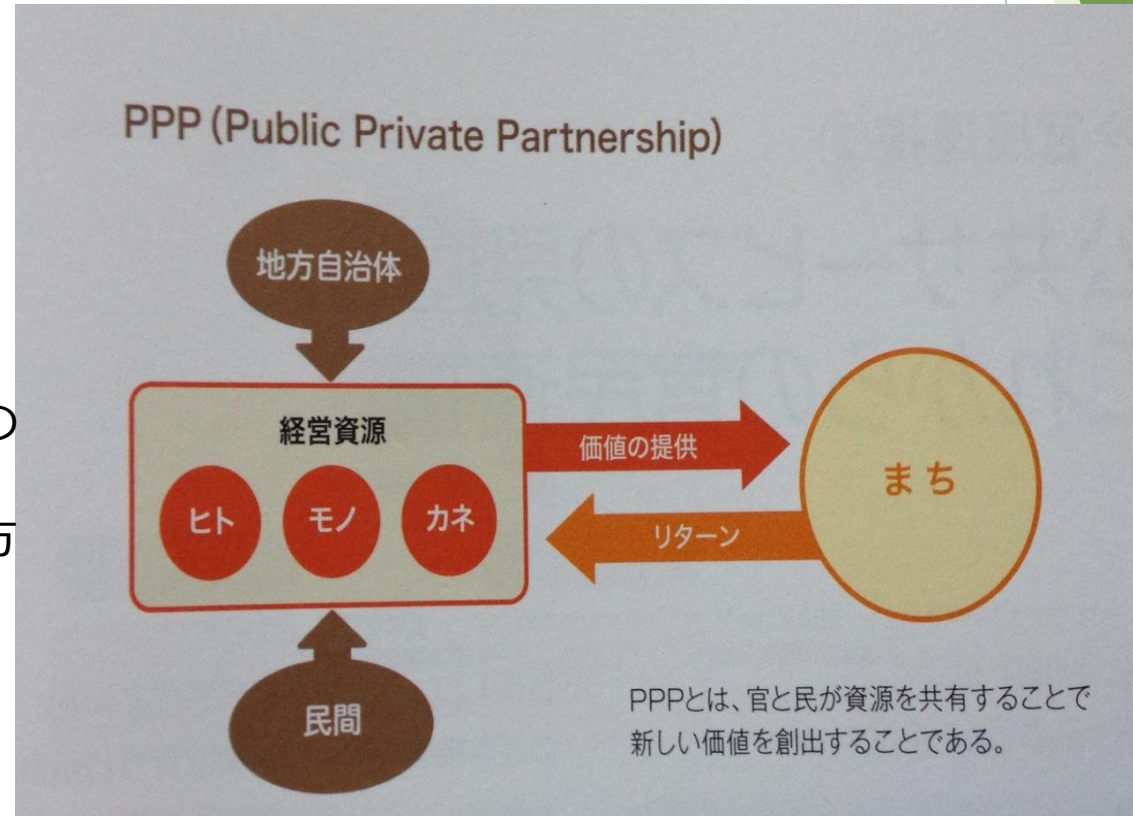 PPP (Public Private Partnership)
地方自治体
経営資源
ヒト モノ カネ
価値の提供
リターン
まち
民間
PPPとは、官と民が資源を共有することで
新しい価値を創出することである。
の